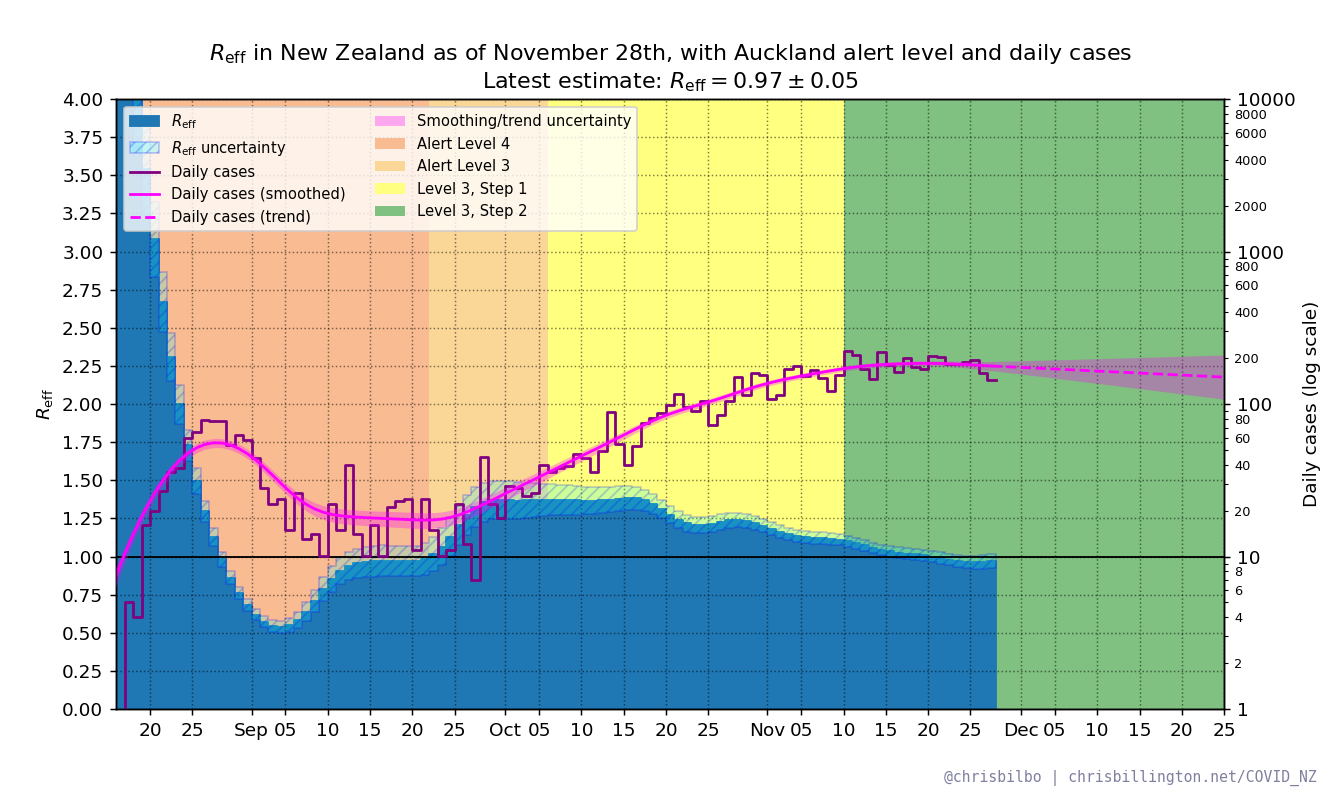 R_eff in New Zealand as of November 28th, with Auckland alert level and daily cases
Latest estimate: R_eff = 0.97 ± 0.05
R_eff
R_eff uncertainty
Daily cases
Daily cases (smoothed)
Daily cases (trend)
Smoothing/trend uncertainty
Alert Level 4
Alert Level 3
Level 3, Step 1
Level 3, Step 2
R_eff
4.00
3.75
3.50
3.25
3.00
2.75
2.50
2.25
2.00
1.75
1.50
1.25
1.00
0.75
0.50
0.25
0.00
10000
8000
6000
4000
2000
1000
800
600
400
200
100
80
60
40
20
10
8
6
4
2
1
Daily cases (log scale)
20 25 Sep 05 10 15 20 25 Oct 05 10 15 20 25 Nov 05 10 15 20 25 Dec 05 10 15 20 25
@chrisbilbo | chrisbillington.net/COVID_NZ